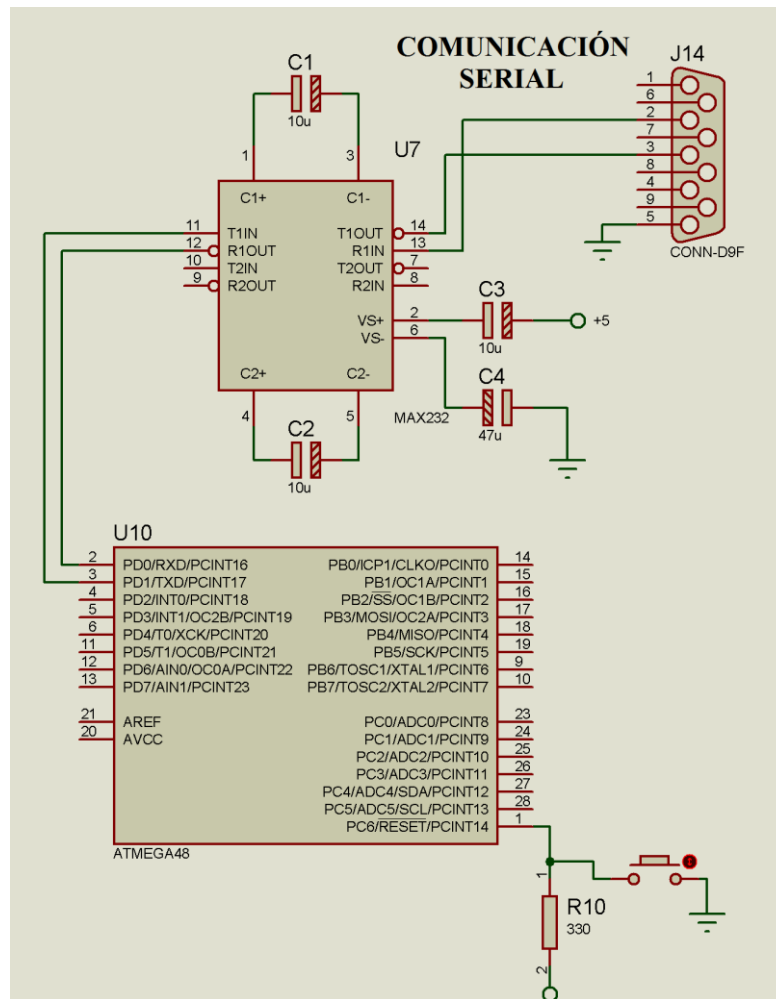 COMUNICACIÓN
SERIAL
J14
1
6
2
7
3
8
4
9
5
CONN-D9F
C1
10u
1
3
U7
C1+
C1-
11
T1IN
T1OUT
14
12
R1OUT
R1IN
13
10
T2IN
T2OUT
7
9
R2OUT
R2IN
8
VS+
2
VS-
6
C2+
C2-
4
5
MAX232
C3
10u
+5
C4
47u
C2
10u
U10
2
PD0/RXD/PCINT16
3
PD1/TXD/PCINT17
4
PD2/INT0/PCINT18
5
PD3/INT1/OC2B/PCINT19
6
PD4/T0/XCK/PCINT20
11
PD5/T1/OC0B/PCINT21
12
PD6/AIN0/OC0A/PCINT22
13
PD7/AIN1/PCINT23
21
AREF
20
AVCC
PB0/ICP1/CLKO/PCINT0
14
PB1/OC1A/PCINT1
15
PB2/SS/OC1B/PCINT2
16
PB3/MOSI/OC2A/PCINT3
17
PB4/MISO/PCINT4
18
PB5/SCK/PCINT5
19
PB6/TOSC1/XTAL1/PCINT6
9
PB7/TOSC2/XTAL2/PCINT7
10
PC0/ADC0/PCINT8
23
PC1/ADC1/PCINT9
24
PC2/ADC2/PCINT10
25
PC3/ADC3/PCINT11
26
PC4/ADC4/SDA/PCINT12
27
PC5/ADC5/SCL/PCINT13
28
PC6/RESET/PCINT14
1
ATMEGA48
1
R10
330
2